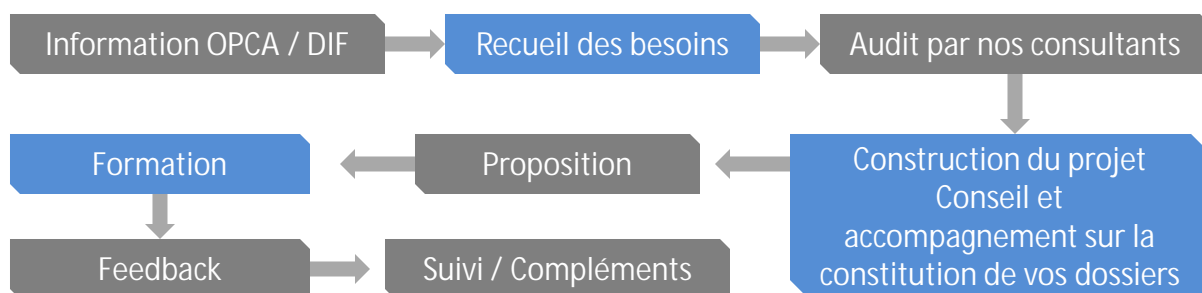 Information OPCA / DIF
Recueil des besoins
Audit par nos consultants
Construction du projet
Conseil et
accompagnement sur la
constitution de vos dossiers
Proposition
Formation
Feedback
Suivi / Compléments